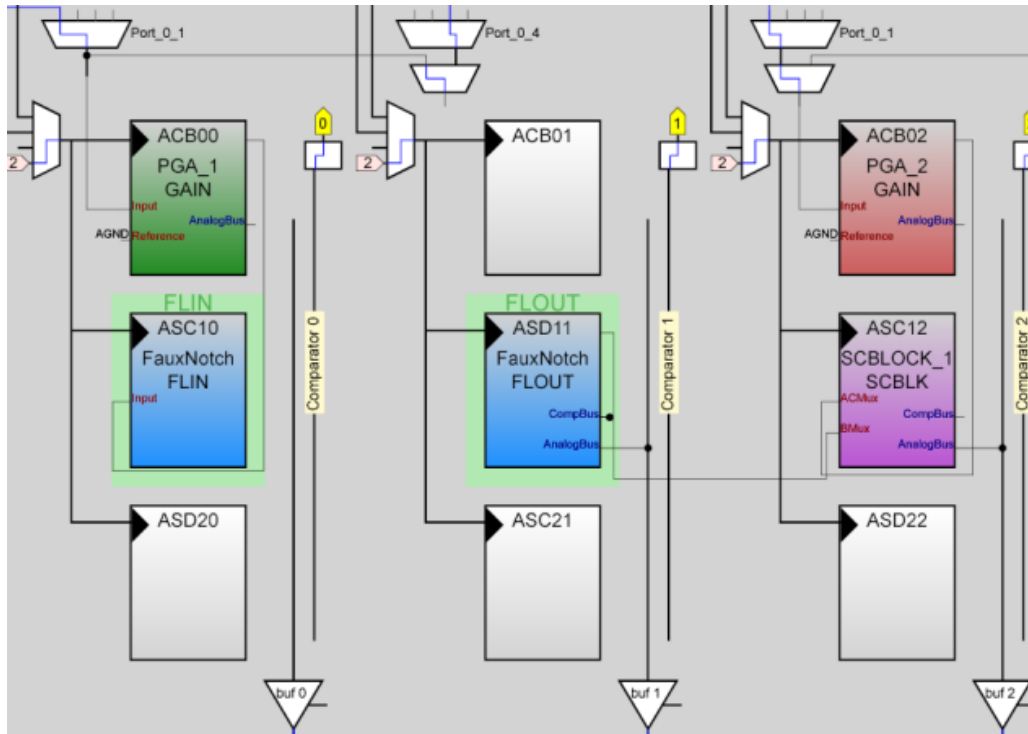 Port_0_1
Port_0_4
Port_0_1
2
ACB00
PGA_1
GAIN
Input
AnalogBus
AGND
Reference
0
2
ACB01
1
2
ACB02
PGA_2
GAIN
Input
AnalogBus
AGND
Reference
FLIN
ASC10
FauxNotch
FLIN
Input
Comparator 0
FLOUT
ASD11
FauxNotch
FLOUT
CompBus
AnalogBus
Comparator 1
ASC12
SCBLOCK_1
SCBLK
ACMux
CompBus
BMux
AnalogBus
Comparator 2
ASD20
ASC21
ASD22
buf 0
buf 1
buf 2